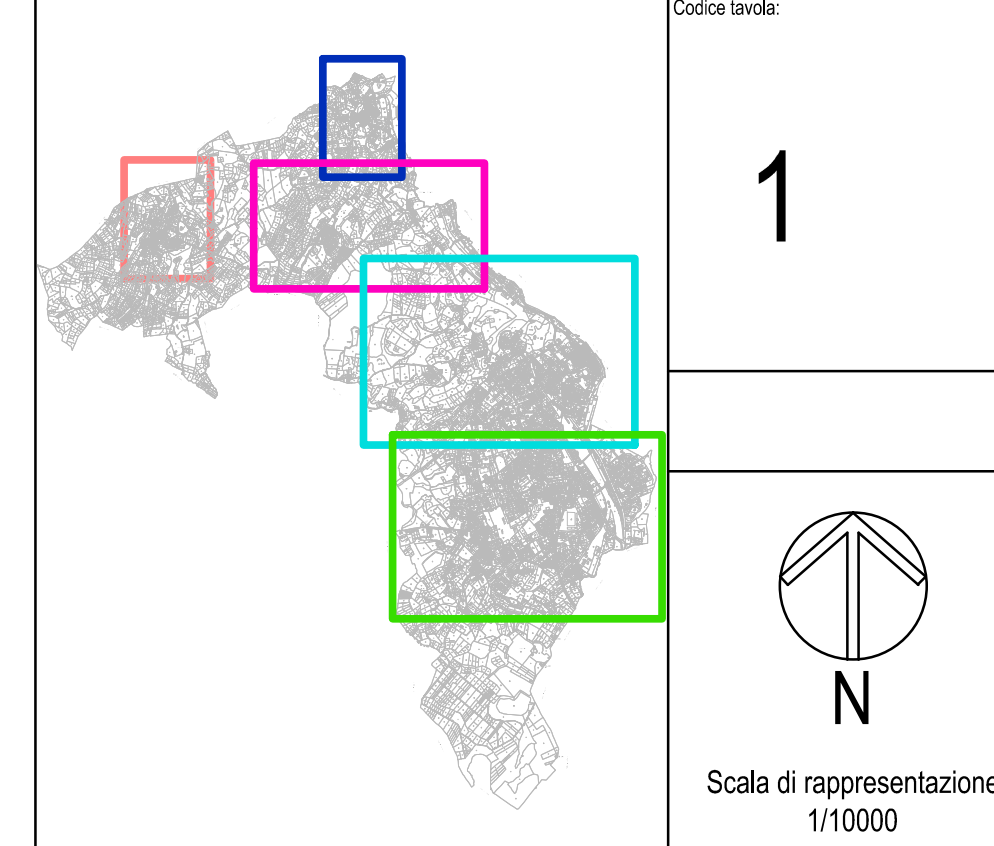 Codice tavola:
1
N
Scala di rappresentazione
1/10000